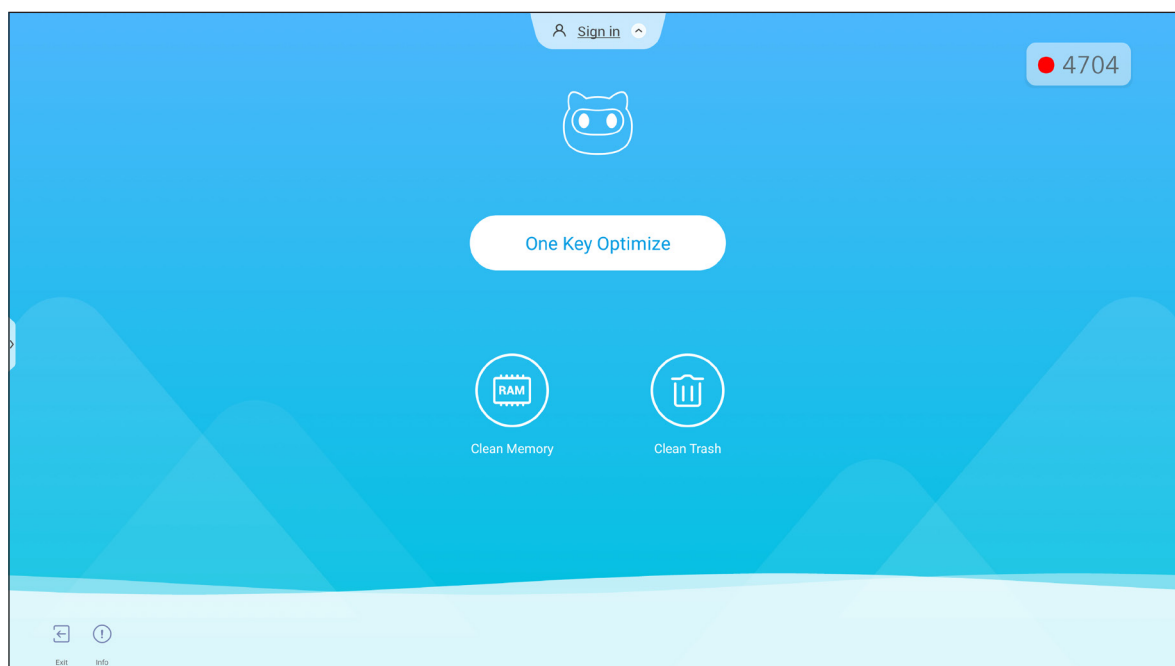 Sign in
4704
One Key Optimize
RAM
Clean Memory
Clean Trash
Exit
Info